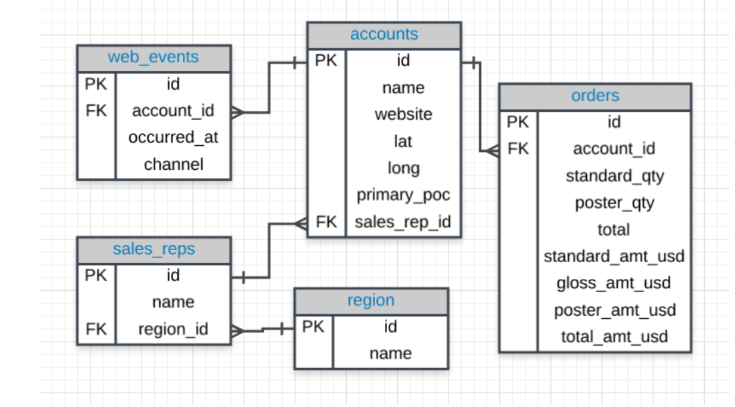 web_events
PK id
FK account_id
occurred_at
channel
accounts
PK id
name
website
lat
long
primary_poc
FK sales_rep_id
orders
PK id
FK account_id
standard_qty
poster_qty
total
standard_amt_usd
gloss_amt_usd
poster_amt_usd
total_amt_usd
sales_reps
PK id
name
FK region_id
region
PK id
name